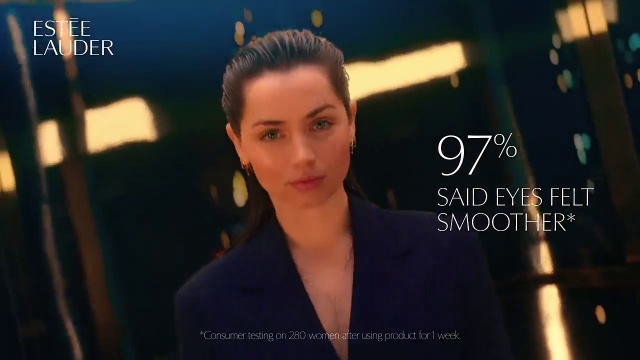 ESTĒE
LAUDER
97%
SAID EYES FELT
SMOOTHER*
*Consumer testing on 280 women after using product for 1 week.